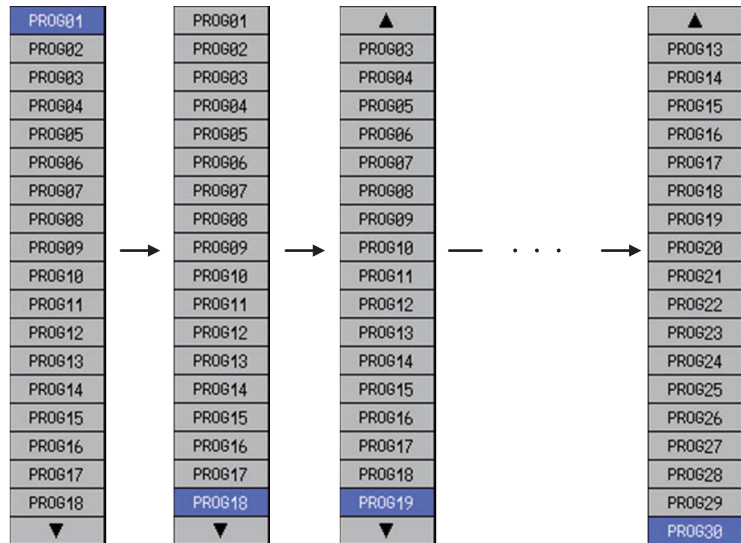 PROG01
PROG02
PROG03
PROG04
PROG05
PROG06
PROG07
PROG08
PROG09
PROG10
PROG11
PROG12
PROG13
PROG14
PROG15
PROG16
PROG17
PROG18
▼
PROG01
PROG02
PROG03
PROG04
PROG05
PROG06
PROG07
PROG08
PROG09
PROG10
PROG11
PROG12
PROG13
PROG14
PROG15
PROG16
PROG17
PROG18
▼
▲
PROG03
PROG04
PROG05
PROG06
PROG07
PROG08
PROG09
PROG10
PROG11
PROG12
PROG13
PROG14
PROG15
PROG16
PROG17
PROG18
PROG19
▼
▲
PROG13
PROG14
PROG15
PROG16
PROG17
PROG18
PROG19
PROG20
PROG21
PROG22
PROG23
PROG24
PROG25
PROG26
PROG27
PROG28
PROG29
PROG30